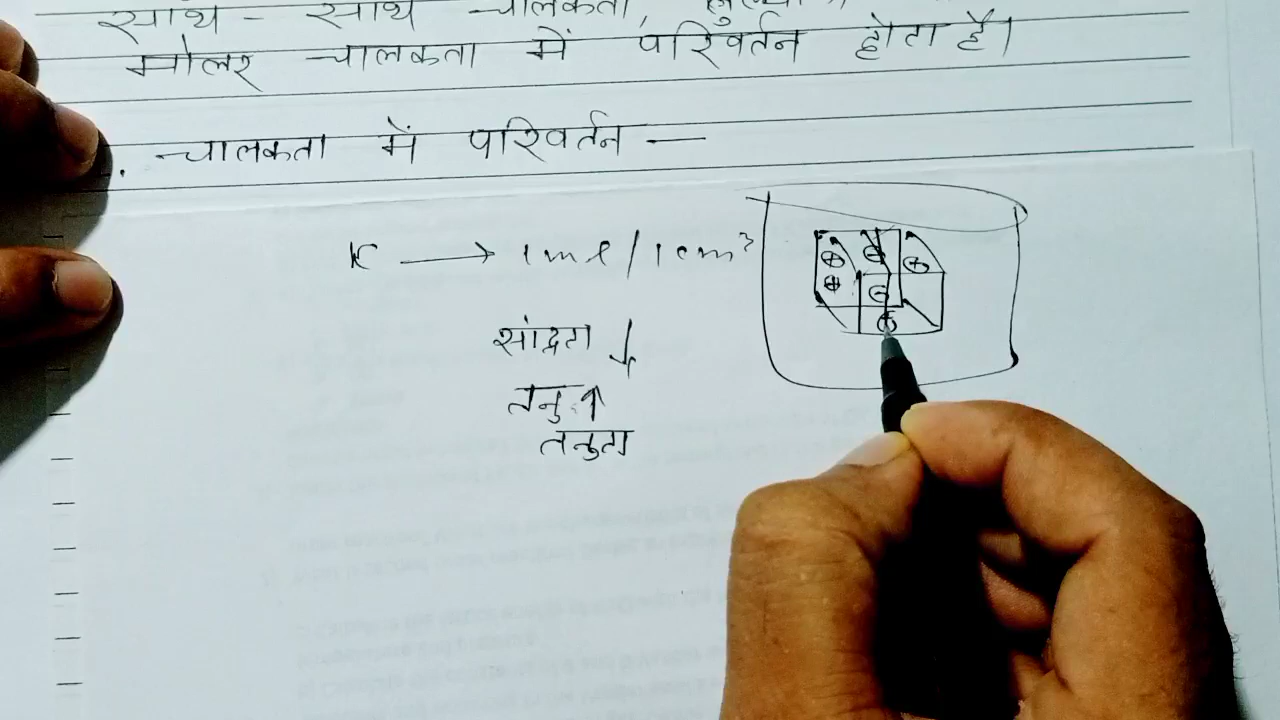 साथ - साथ चालकता,
मोलर चालकता में परिवर्तन होता है।
. चालकता में परिवर्तन —
K → 1ml / 1cm³
सांद्रता ↓
तनु ↑
तनुता